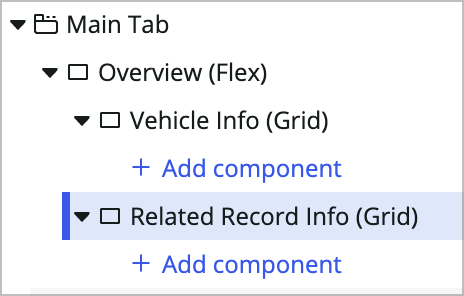 Main Tab
Overview (Flex)
Vehicle Info (Grid)
+ Add component
Related Record Info (Grid)
+ Add component